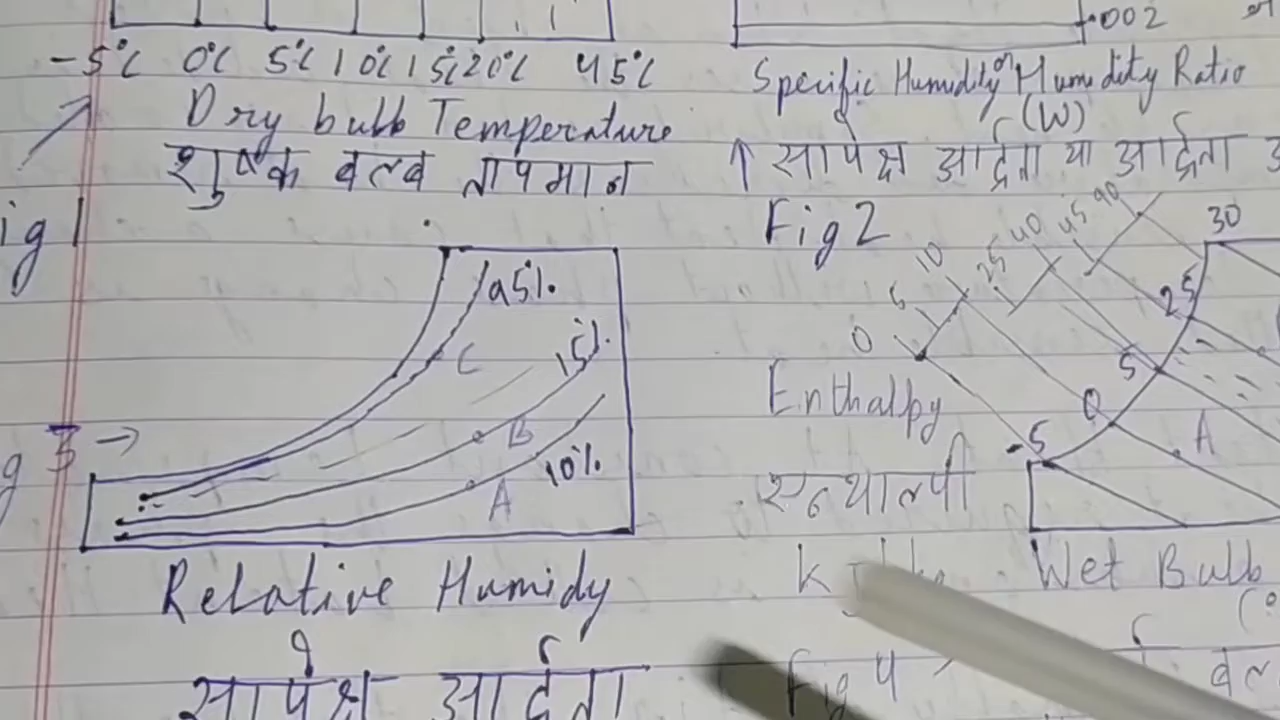 -5°C 0°C 5°C 10°C 15°C 20°C 45°C
Dry bulb Temperature
शुष्क बल्ब तापमान
.002
Specific Humidity or Humidity Ratio
(W)
↑ सापेक्ष आर्द्रता या आर्द्रता
ig 1
Fig 2
95%
C
15%
B
10%
A
Relative Humidy
सापेक्ष आर्द्रता
0 6 10 25 40 45 90
30
25
5
0
-5
A
Enthalpy
एन्थाल्पी
Wet Bulb
Fig 4